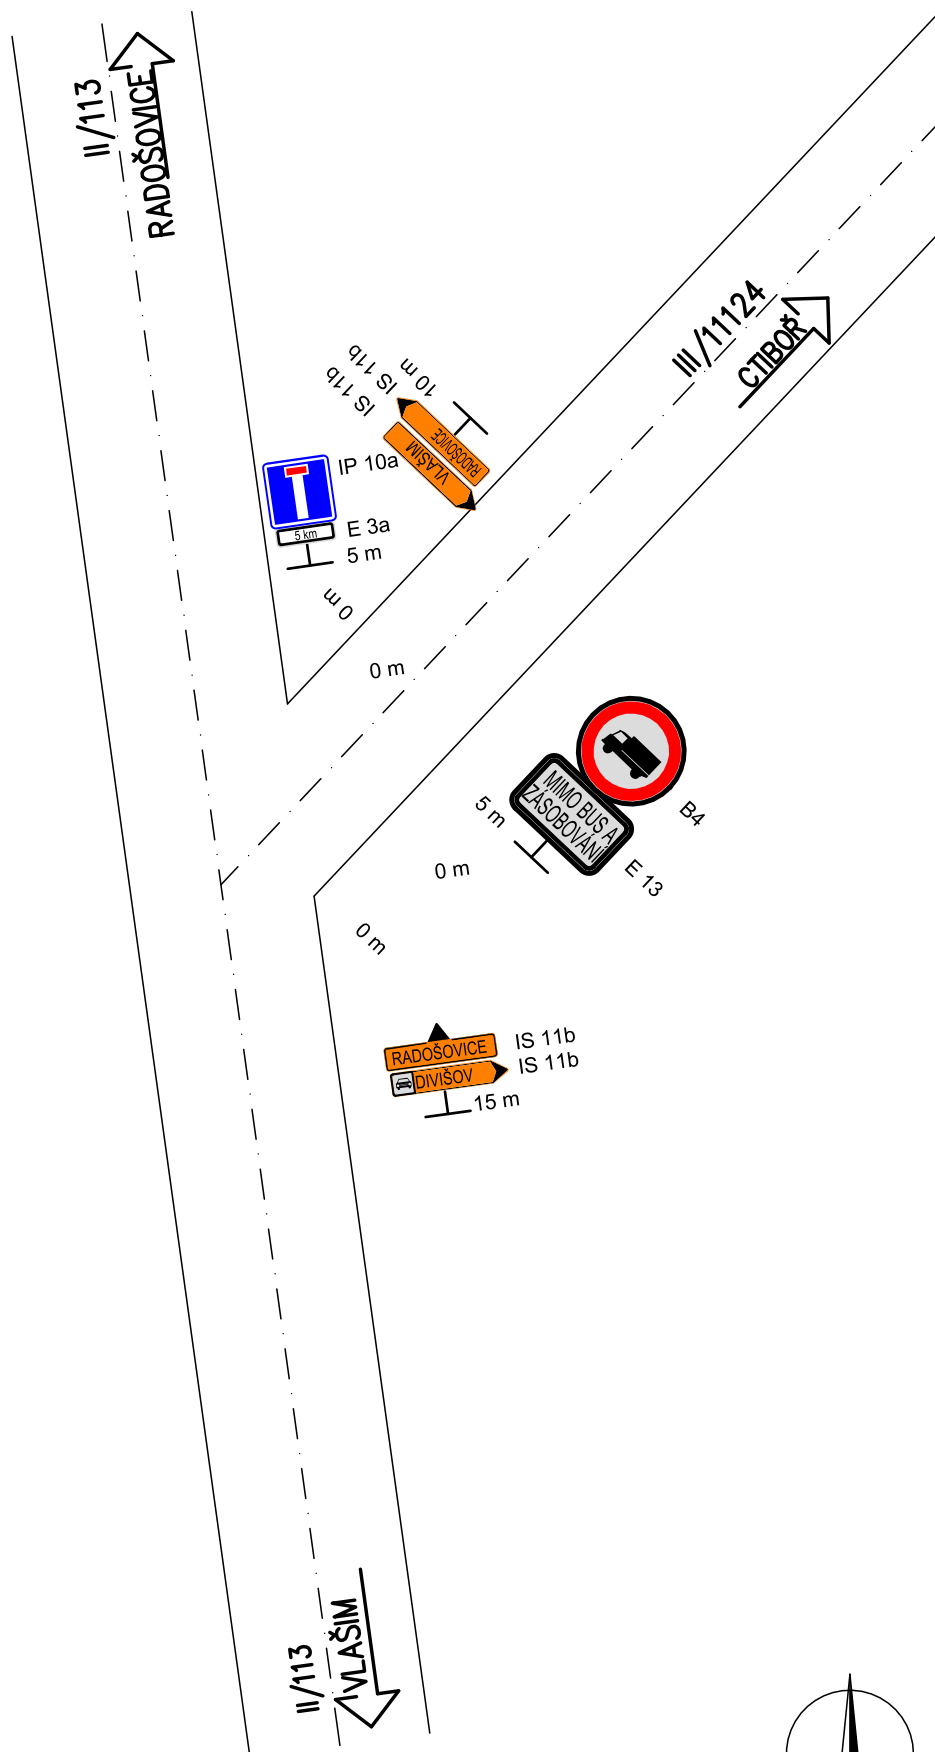 II/113
RADOŠOVICE
III/11124
CTIBOŘ
IS 11b
IS 11b
10 m
RADOŠOVICE
VLAŠIM
IP 10a
5 km
E 3a
5 m
0 m
0 m
B4
MIMO BUS A
ZÁSOBOVÁNÍ
5 m
E 13
0 m
0 m
RADOŠOVICE
IS 11b
DIVIŠOV
IS 11b
15 m
II/113
VLAŠIM